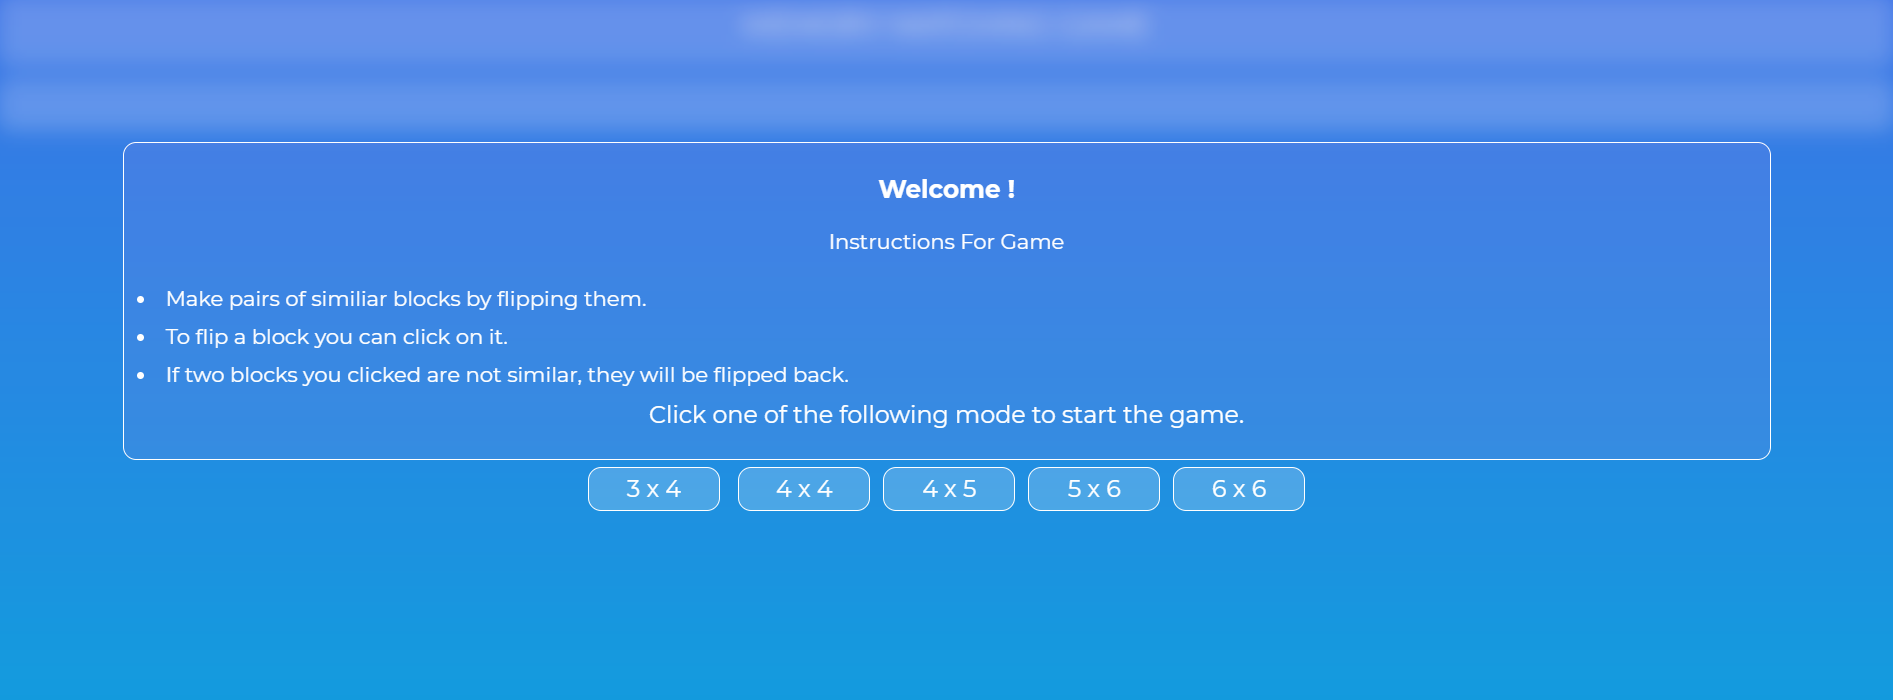 Welcome !
Instructions For Game
• Make pairs of similiar blocks by flipping them.
• To flip a block you can click on it.
• If two blocks you clicked are not similar, they will be flipped back.
Click one of the following mode to start the game.
3 x 4 4 x 4 4 x 5 5 x 6 6 x 6